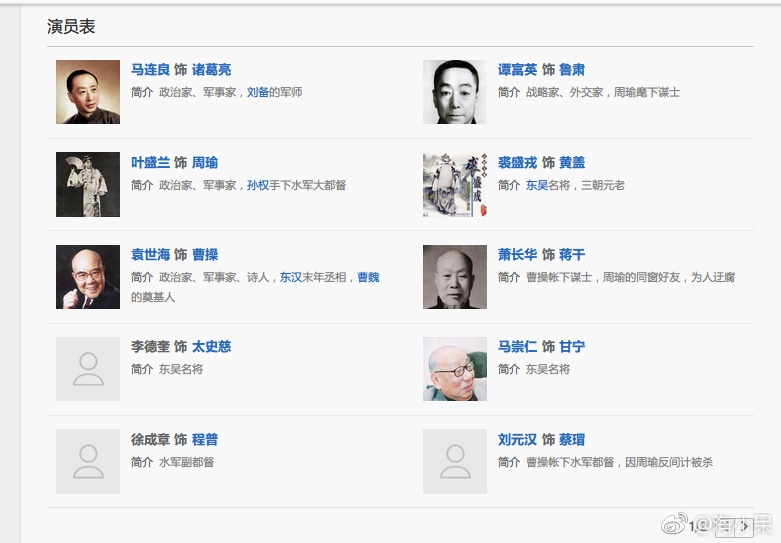 演员表
马连良 饰 诸葛亮
简介 政治家、军事家，刘备的军师
谭富英 饰 鲁肃
简介 战略家、外交家，周瑜麾下谋士
叶盛兰 饰 周瑜
简介 政治家、军事家，孙权手下水军大都督
裘盛戎 饰 黄盖
简介 东吴名将，三朝元老
袁世海 饰 曹操
简介 政治家、军事家、诗人，东汉末年丞相，曹魏
的奠基人
萧长华 饰 蒋干
简介 曹操帐下谋士，周瑜的同窗好友，为人迂腐
李德奎 饰 太史慈
简介 东吴名将
马崇仁 饰 甘宁
简介 东吴名将
徐成章 饰 程普
简介 水军副都督
刘元汉 饰 蔡瑁
简介 曹操帐下水军都督，因周瑜反间计被杀
1/2